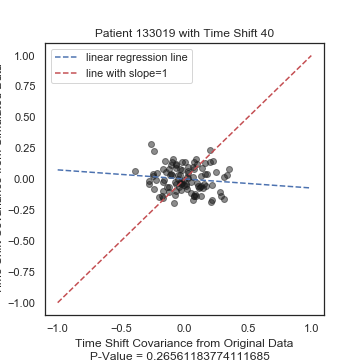 Patient 133019 with Time Shift 40
linear regression line
line with slope=1
1.00
0.75
0.50
0.25
0.00
−0.25
−0.50
−0.75
−1.00
−1.0
−0.5
0.0
0.5
1.0
Time Shift Covariance from Original Data
P-Value = 0.26561183774111685